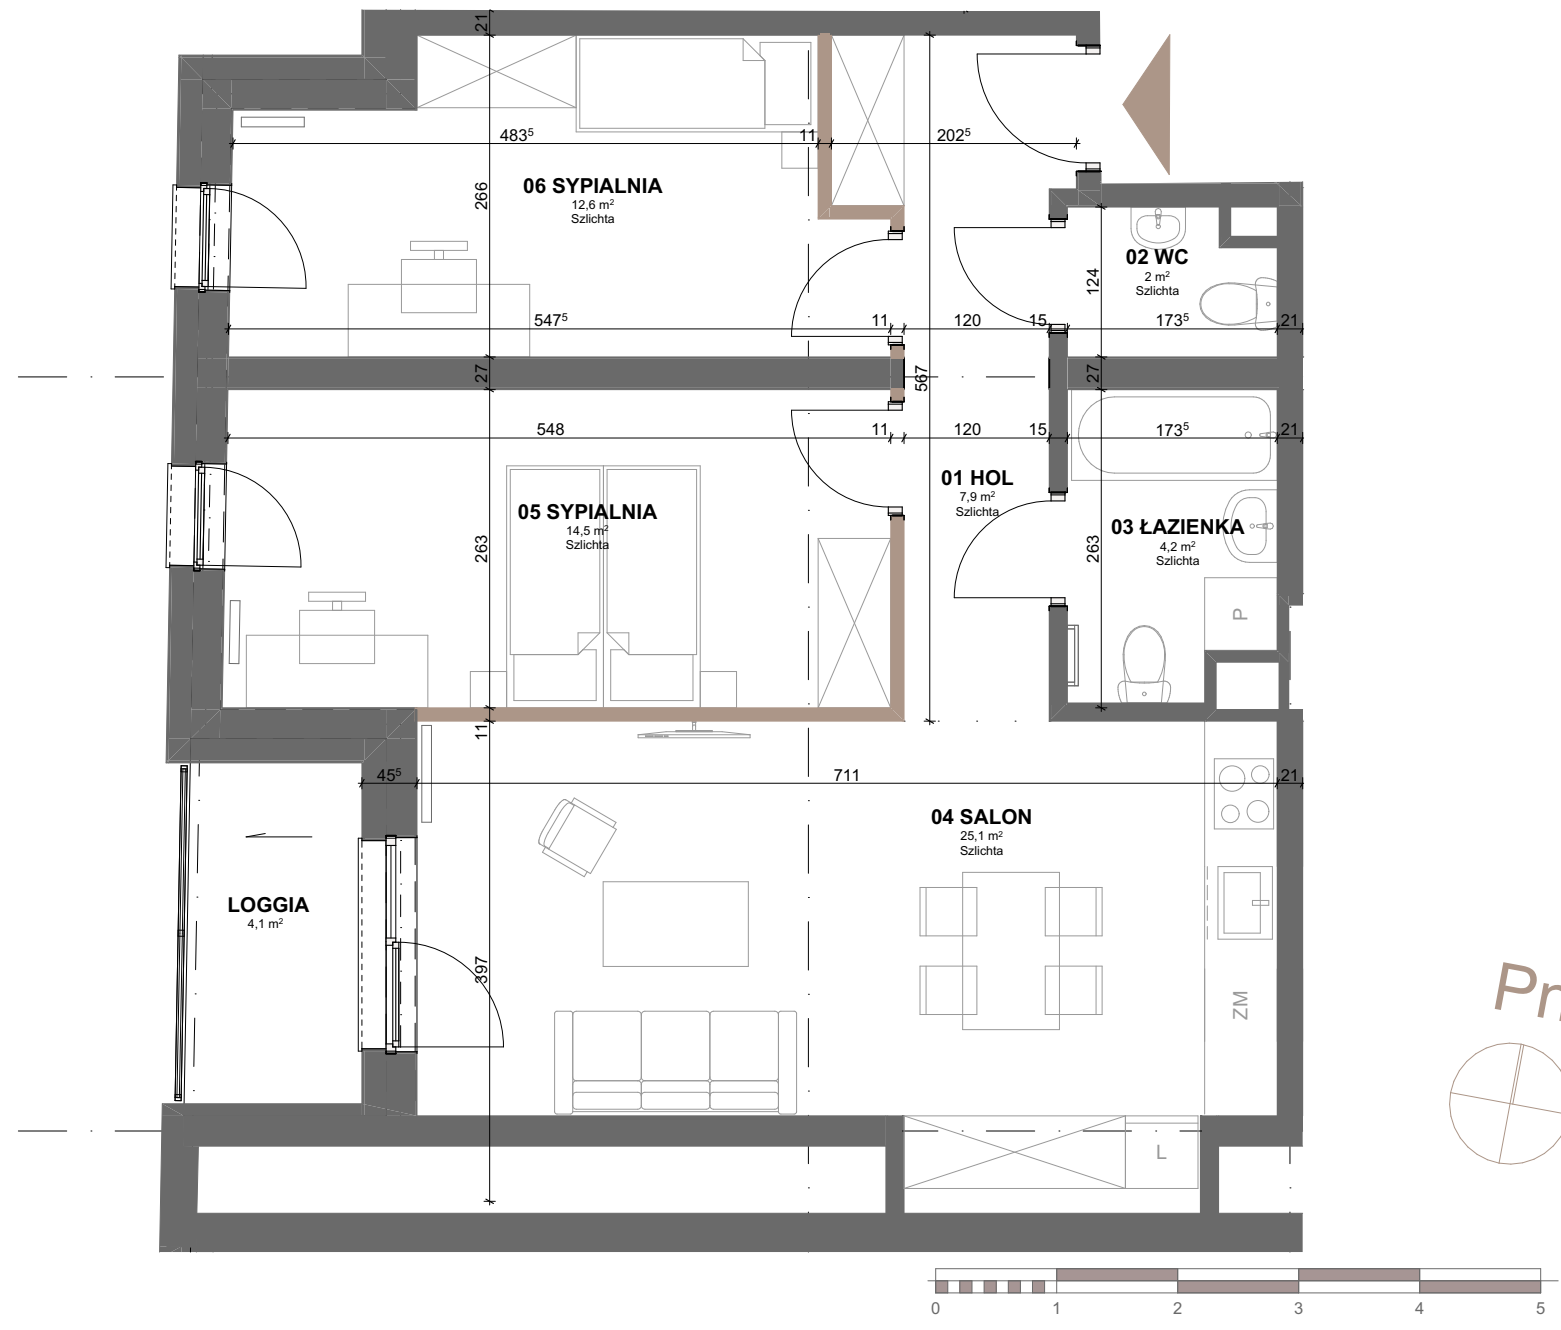 21
483⁵
11
202⁵
266
06 SYPIALNIA
12,6 m²
Szlichta
02 WC
2 m²
Szlichta
124
547⁵
11
120
15
173⁵
21
27
567
27
548
11
120
15
173⁵
21
01 HOL
7,9 m²
Szlichta
05 SYPIALNIA
14,5 m²
Szlichta
03 ŁAZIENKA
4,2 m²
Szlichta
263
263
P
11
45⁵
711
21
04 SALON
25,1 m²
Szlichta
LOGGIA
4,1 m²
397
ZM
L
0 1 2 3 4 5